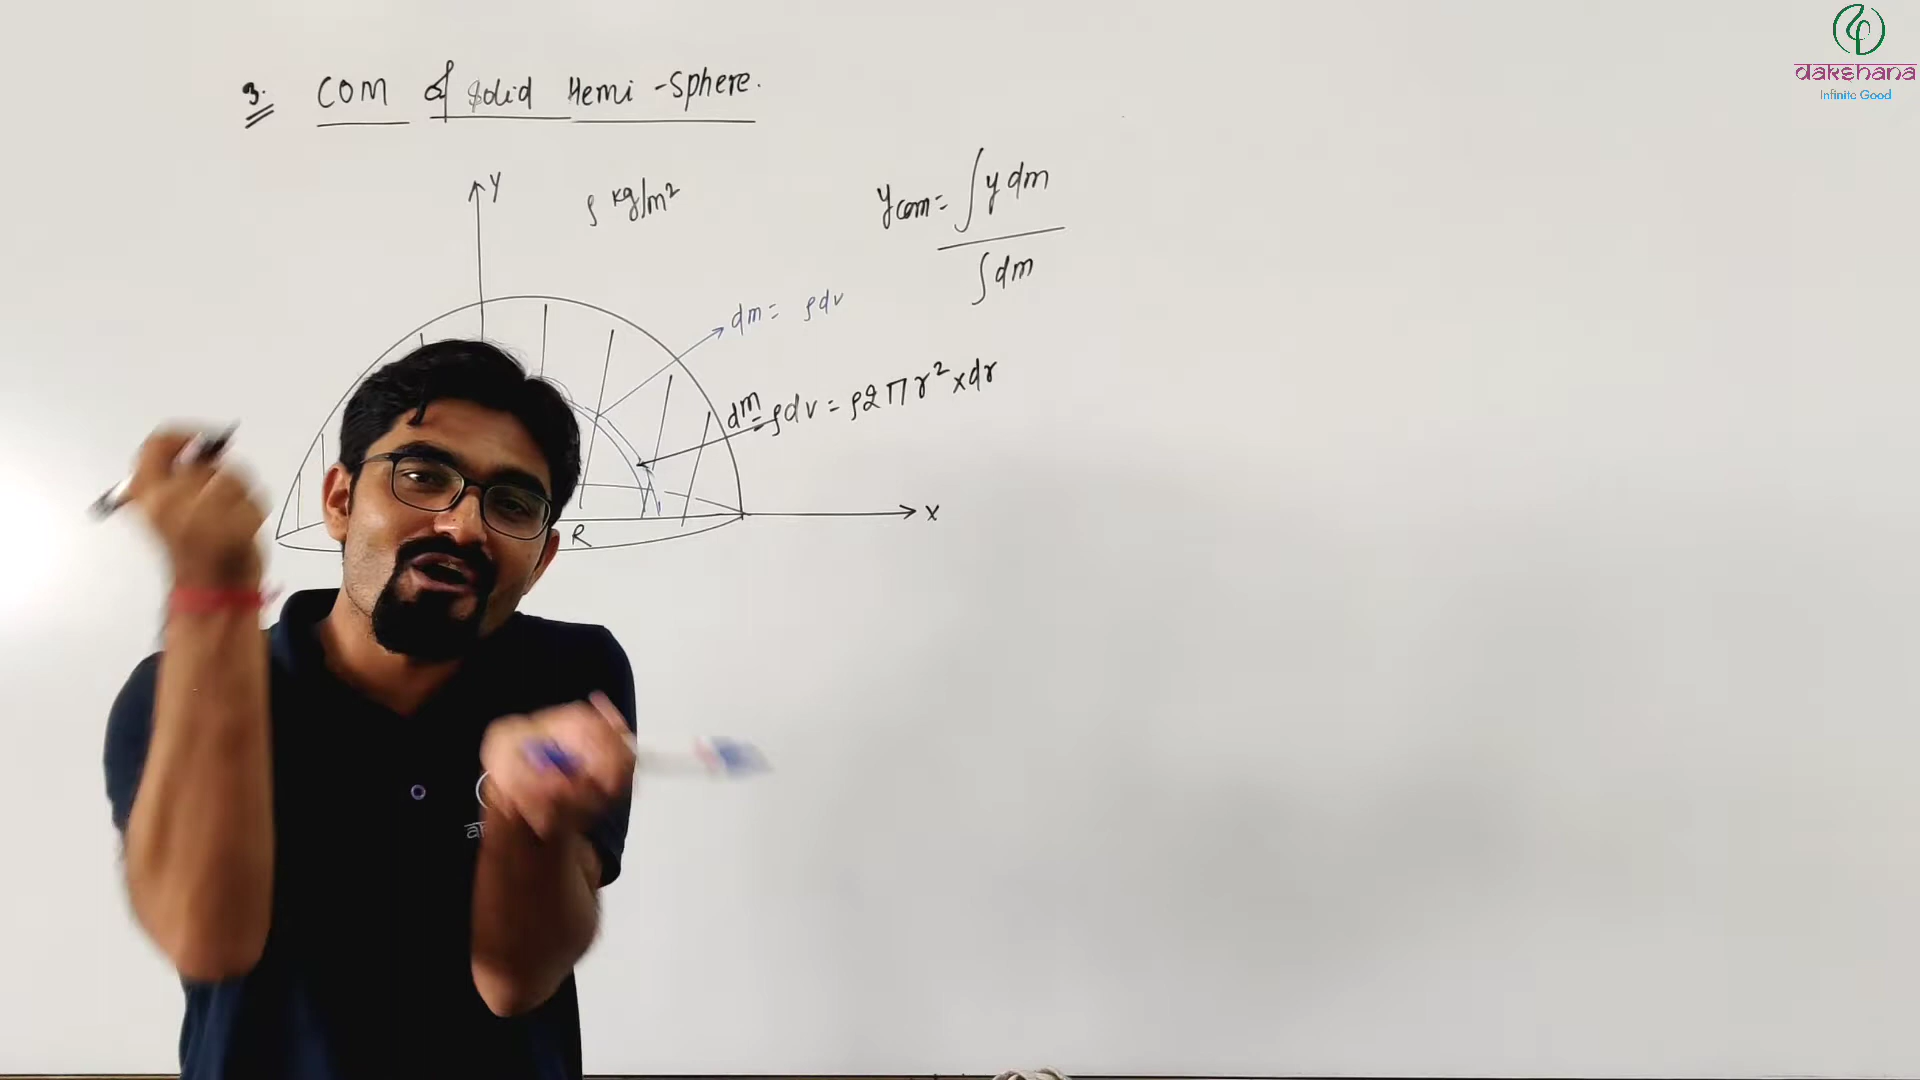 3. COM of Solid Hemi-Sphere.
Y
ρ kg/m²
y com = ∫ y dm / ∫ dm
dm = ρdv
dm = ρdv = ρ2πr² x dr
R
X
dakshana
Infinite Good